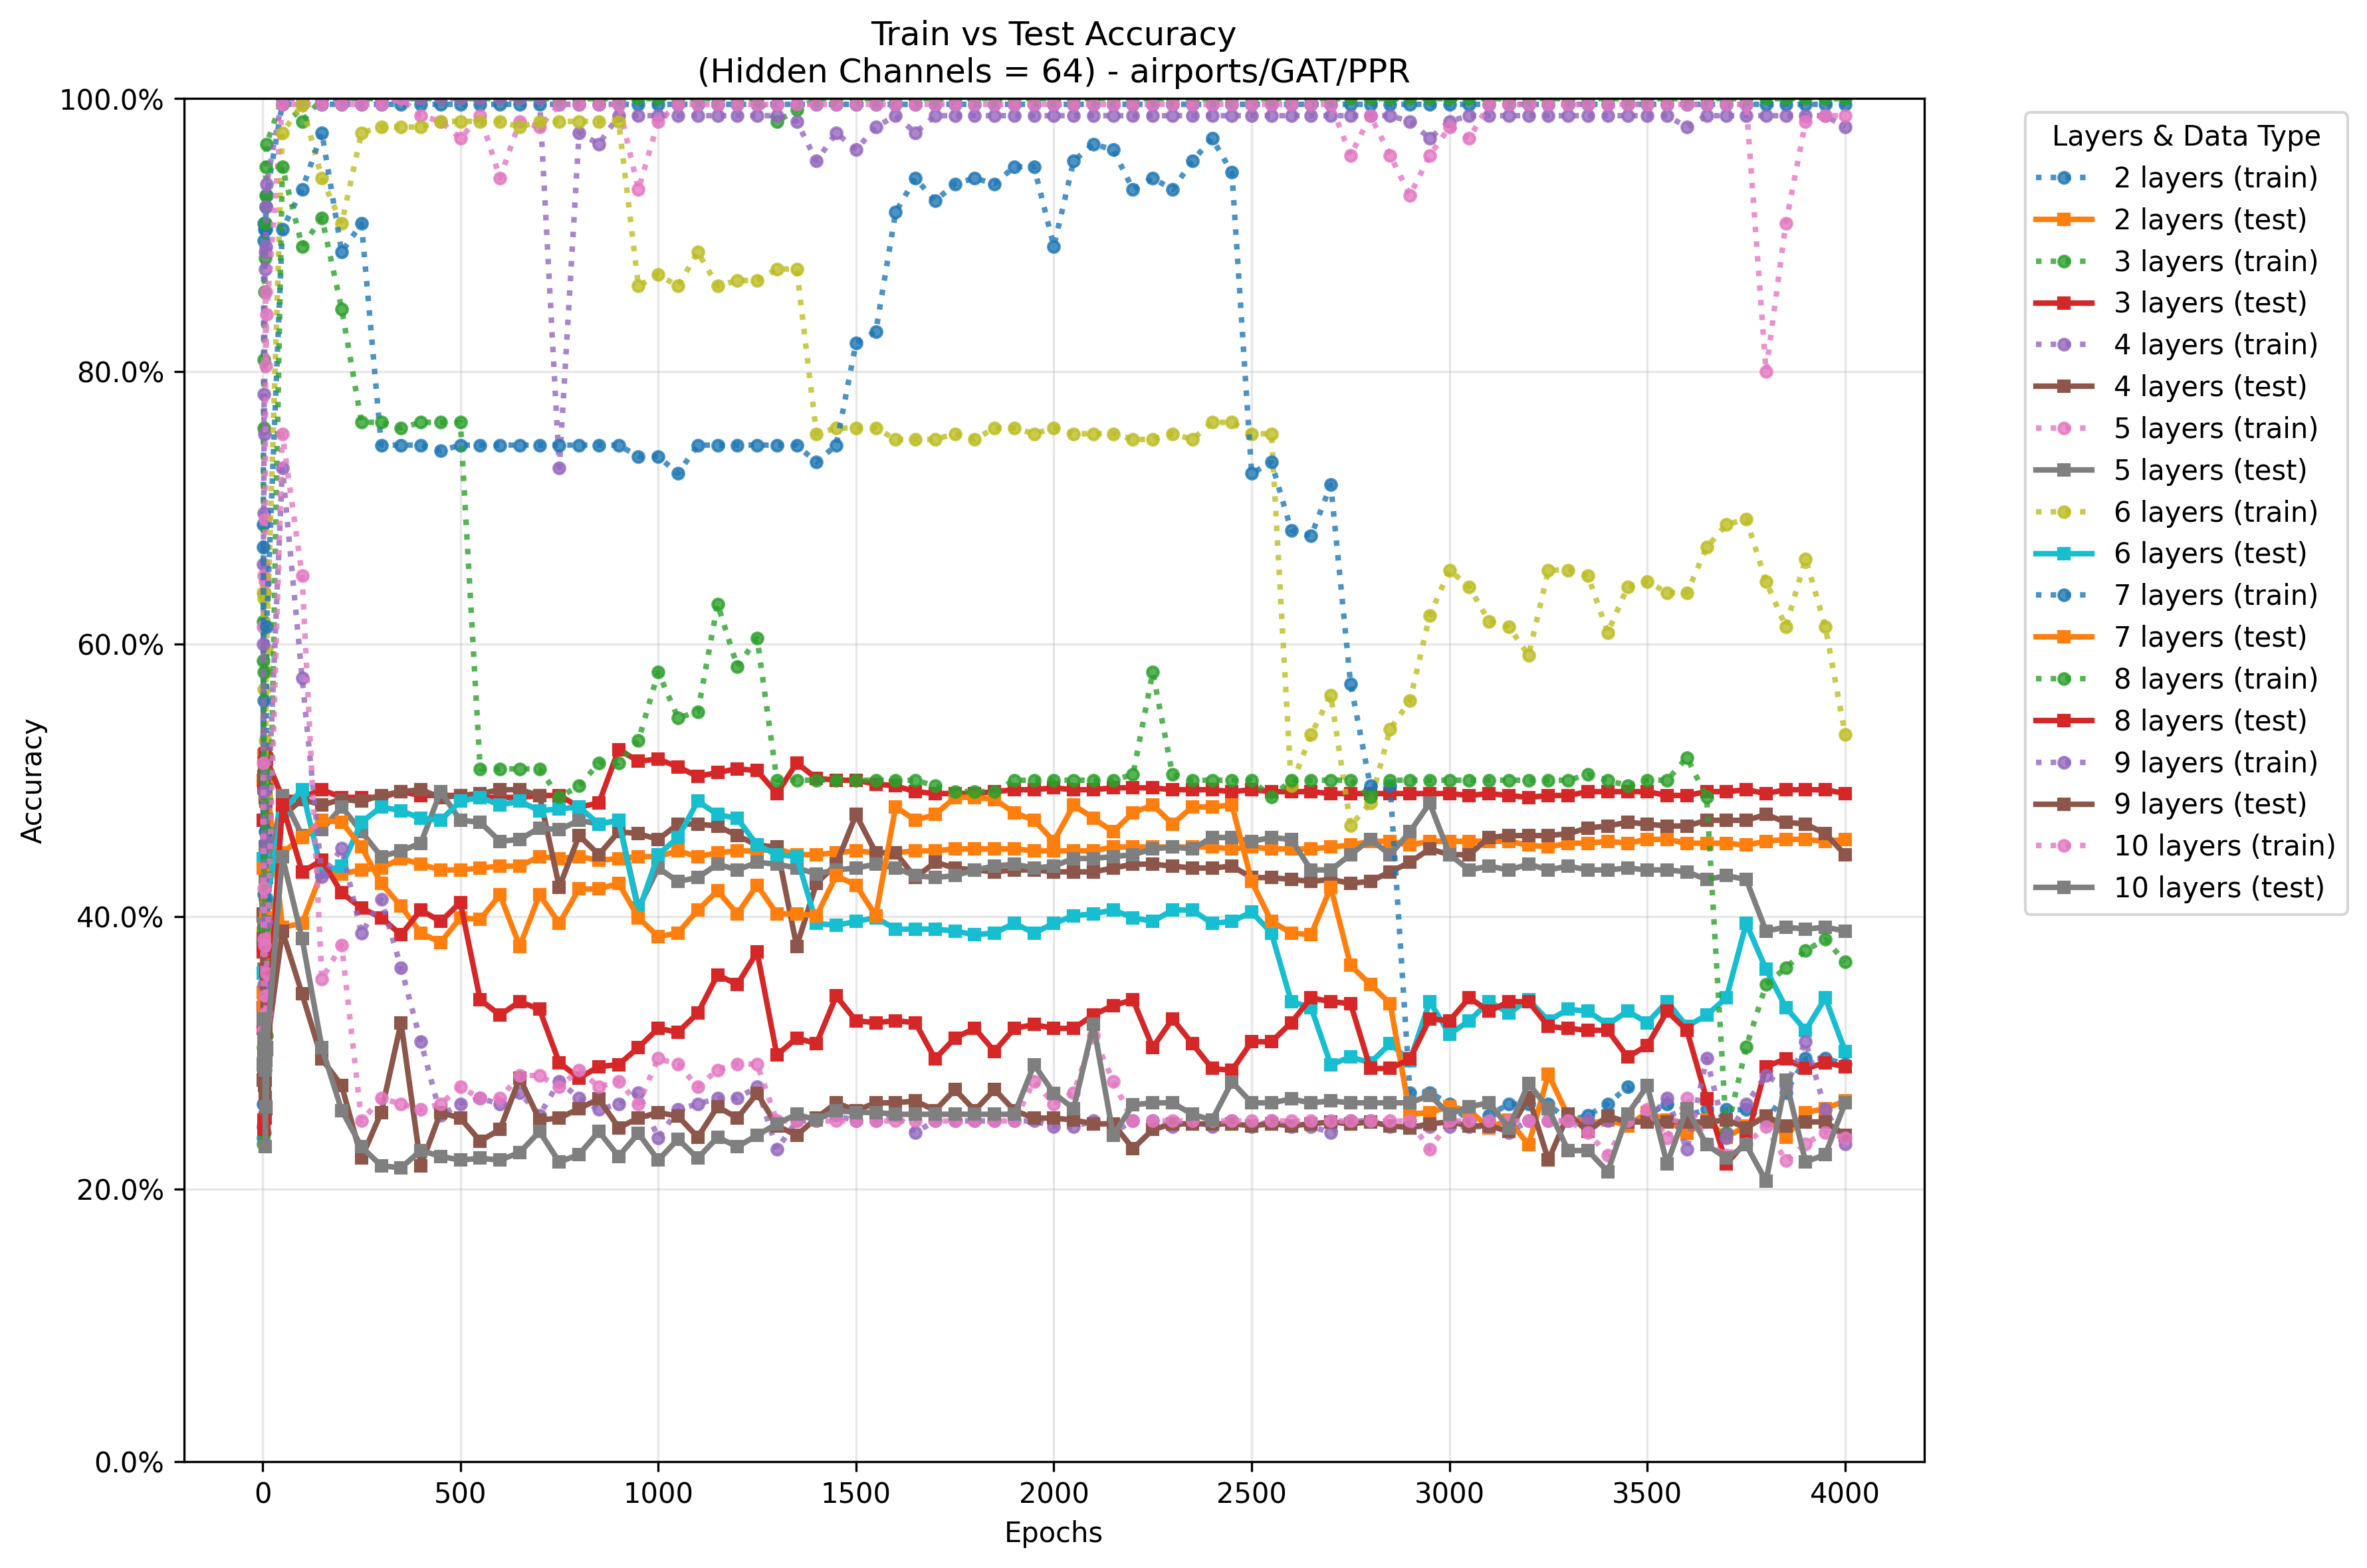 Train vs Test Accuracy
(Hidden Channels = 64) - airports/GAT/PPR
100.0%
80.0%
60.0%
40.0%
20.0%
0.0%
Accuracy
0
500
1000
1500
2000
2500
3000
3500
4000
Epochs
Layers & Data Type
2 layers (train)
2 layers (test)
3 layers (train)
3 layers (test)
4 layers (train)
4 layers (test)
5 layers (train)
5 layers (test)
6 layers (train)
6 layers (test)
7 layers (train)
7 layers (test)
8 layers (train)
8 layers (test)
9 layers (train)
9 layers (test)
10 layers (train)
10 layers (test)